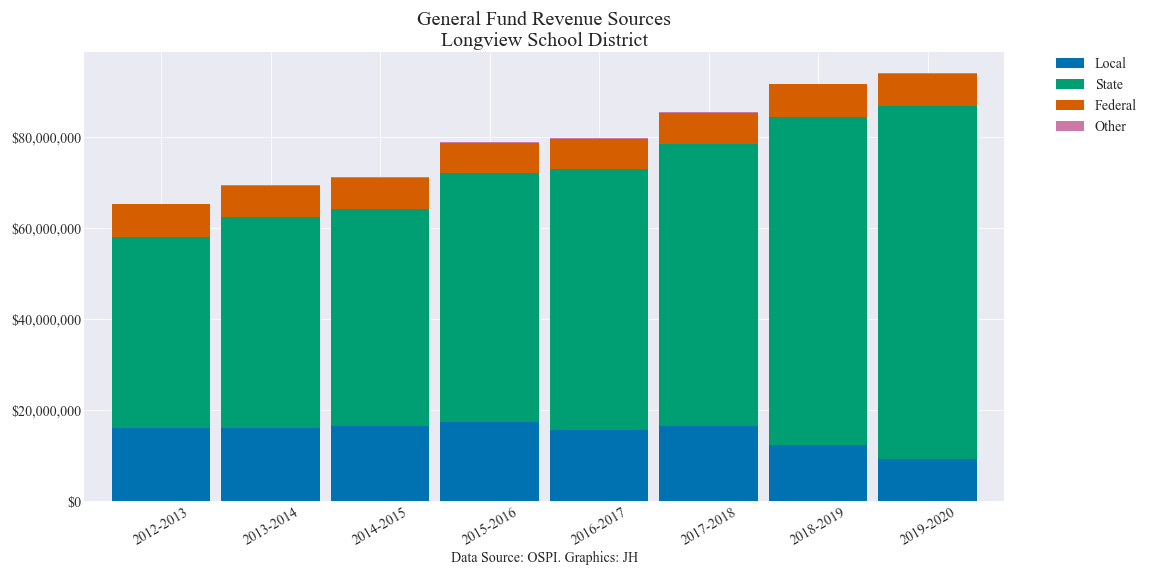 General Fund Revenue Sources
Longview School District
Local
State
Federal
Other
$80,000,000
$60,000,000
$40,000,000
$20,000,000
$0
2012-2013
2013-2014
2014-2015
2015-2016
2016-2017
2017-2018
2018-2019
2019-2020
Data Source: OSPI. Graphics: JH